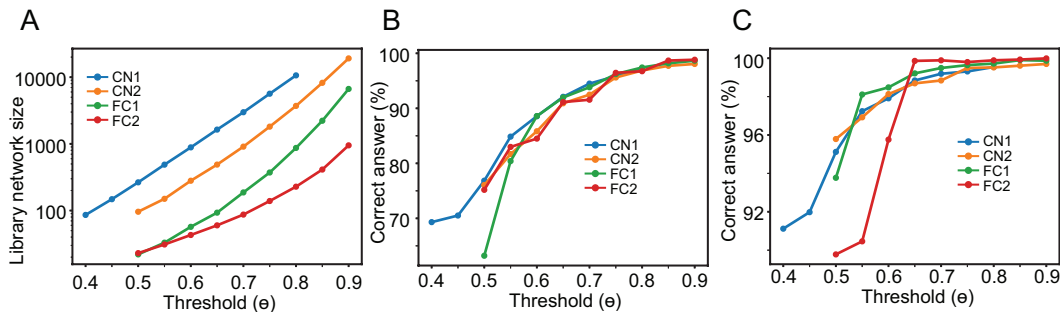 A
Library network size
10000
1000
100
CN1
CN2
FC1
FC2
0.4 0.5 0.6 0.7 0.8 0.9
Threshold (ɵ)
B
Correct answer (%)
100
90
80
70
CN1
CN2
FC1
FC2
0.4 0.5 0.6 0.7 0.8 0.9
Threshold (ɵ)
C
Correct answer (%)
100
96
92
CN1
CN2
FC1
FC2
0.4 0.5 0.6 0.7 0.8 0.9
Threshold (ɵ)